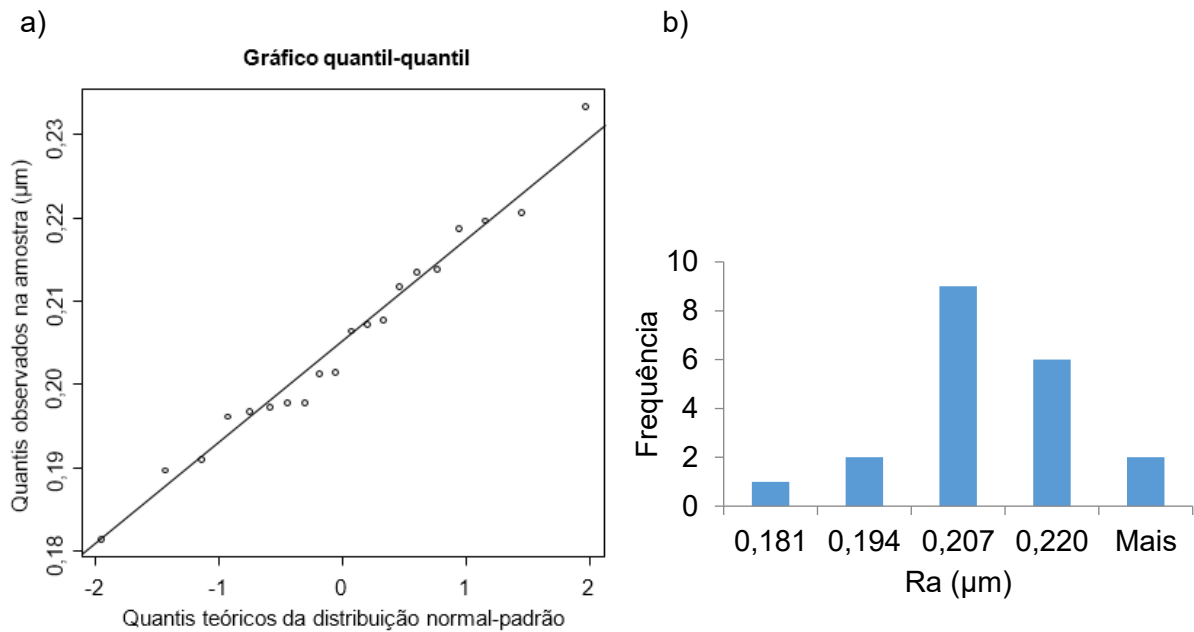 a)
Gráfico quantil-quantil
Quantis observados na amostra (µm)
0,23
0,22
0,21
0,20
0,19
0,18
-2 -1 0 1 2
Quantis teóricos da distribuição normal-padrão
b)
Frequência
10
8
6
4
2
0
0,181 0,194 0,207 0,220 Mais
Ra (µm)